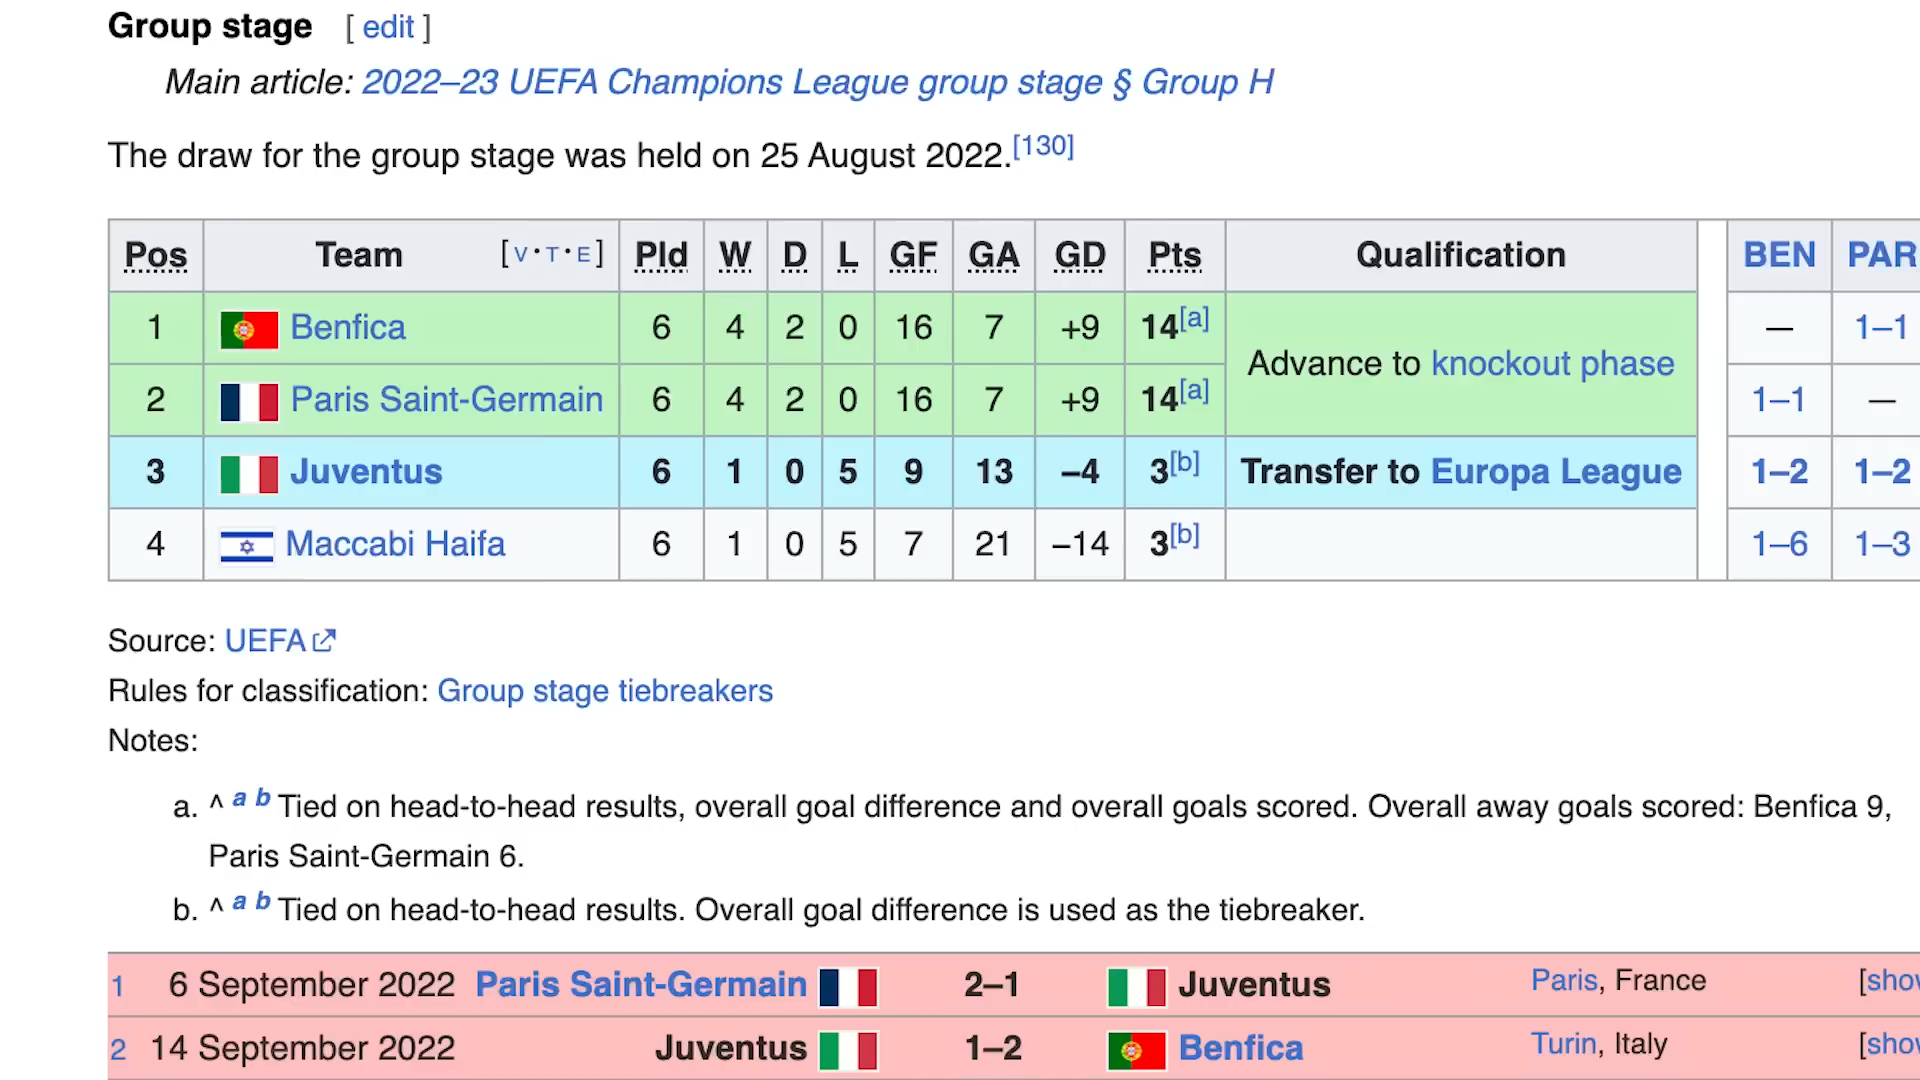 Group stage [ edit ]
Main article: 2022–23 UEFA Champions League group stage § Group H
The draw for the group stage was held on 25 August 2022.[130]
Pos Team [V·T·E] Pld W D L GF GA GD Pts Qualification BEN PAR
1 Benfica 6 4 2 0 16 7 +9 14[a] Advance to knockout phase — 1–1
2 Paris Saint-Germain 6 4 2 0 16 7 +9 14[a] 1–1 —
3 Juventus 6 1 0 5 9 13 −4 3[b] Transfer to Europa League 1–2 1–2
4 Maccabi Haifa 6 1 0 5 7 21 −14 3[b] 1–6 1–3
Source: UEFA
Rules for classification: Group stage tiebreakers
Notes:
a. ^ a b Tied on head-to-head results, overall goal difference and overall goals scored. Overall away goals scored: Benfica 9,
Paris Saint-Germain 6.
b. ^ a b Tied on head-to-head results. Overall goal difference is used as the tiebreaker.
1 6 September 2022 Paris Saint-Germain 2–1 Juventus Paris, France [show
2 14 September 2022 Juventus 1–2 Benfica Turin, Italy [show